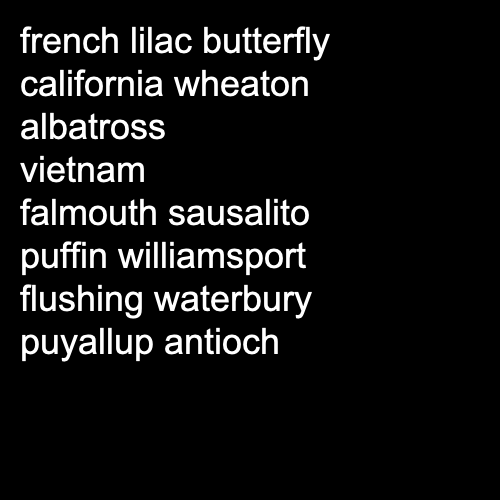 french lilac butterfly
california wheaton
albatross
vietnam
falmouth sausalito
puffin williamsport
flushing waterbury
puyallup antioch